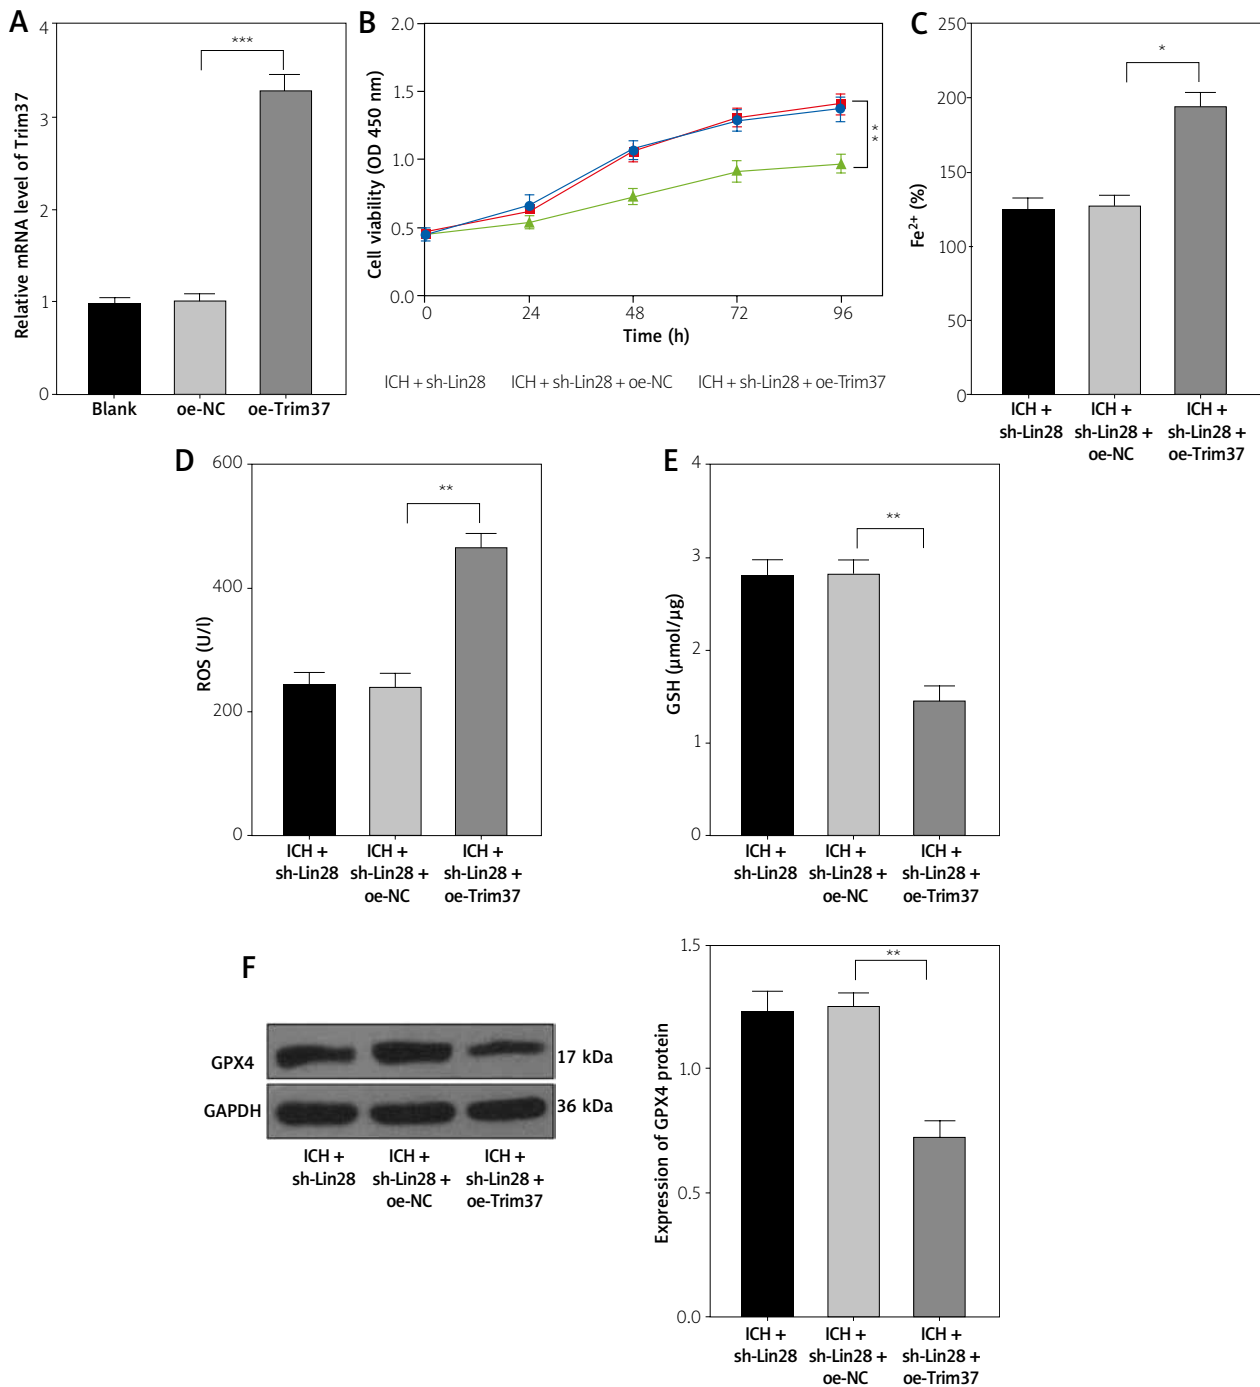 A
Relative mRNA level of Trim37
4
3
2
1
0
***
Blank
oe-NC
oe-Trim37
B
Cell viability (OD 450 nm)
2.0
1.5
1.0
0.5
0.0
**
0
24
48
72
96
Time (h)
ICH + sh-Lin28
ICH + sh-Lin28 + oe-NC
ICH + sh-Lin28 + oe-Trim37
C
Fe²⁺ (%)
250
200
150
100
50
0
*
ICH +
sh-Lin28
ICH +
sh-Lin28 +
oe-NC
ICH +
sh-Lin28 +
oe-Trim37
D
ROS (U/l)
600
400
200
0
**
ICH +
sh-Lin28
ICH +
sh-Lin28 +
oe-NC
ICH +
sh-Lin28 +
oe-Trim37
E
GSH (µmol/µg)
4
3
2
1
0
**
ICH +
sh-Lin28
ICH +
sh-Lin28 +
oe-NC
ICH +
sh-Lin28 +
oe-Trim37
F
GPX4
17 kDa
GAPDH
36 kDa
ICH +
sh-Lin28
ICH +
sh-Lin28 +
oe-NC
ICH +
sh-Lin28 +
oe-Trim37
Expression of GPX4 protein
1.5
1.0
0.5
0.0
**
ICH +
sh-Lin28
ICH +
sh-Lin28 +
oe-NC
ICH +
sh-Lin28 +
oe-Trim37